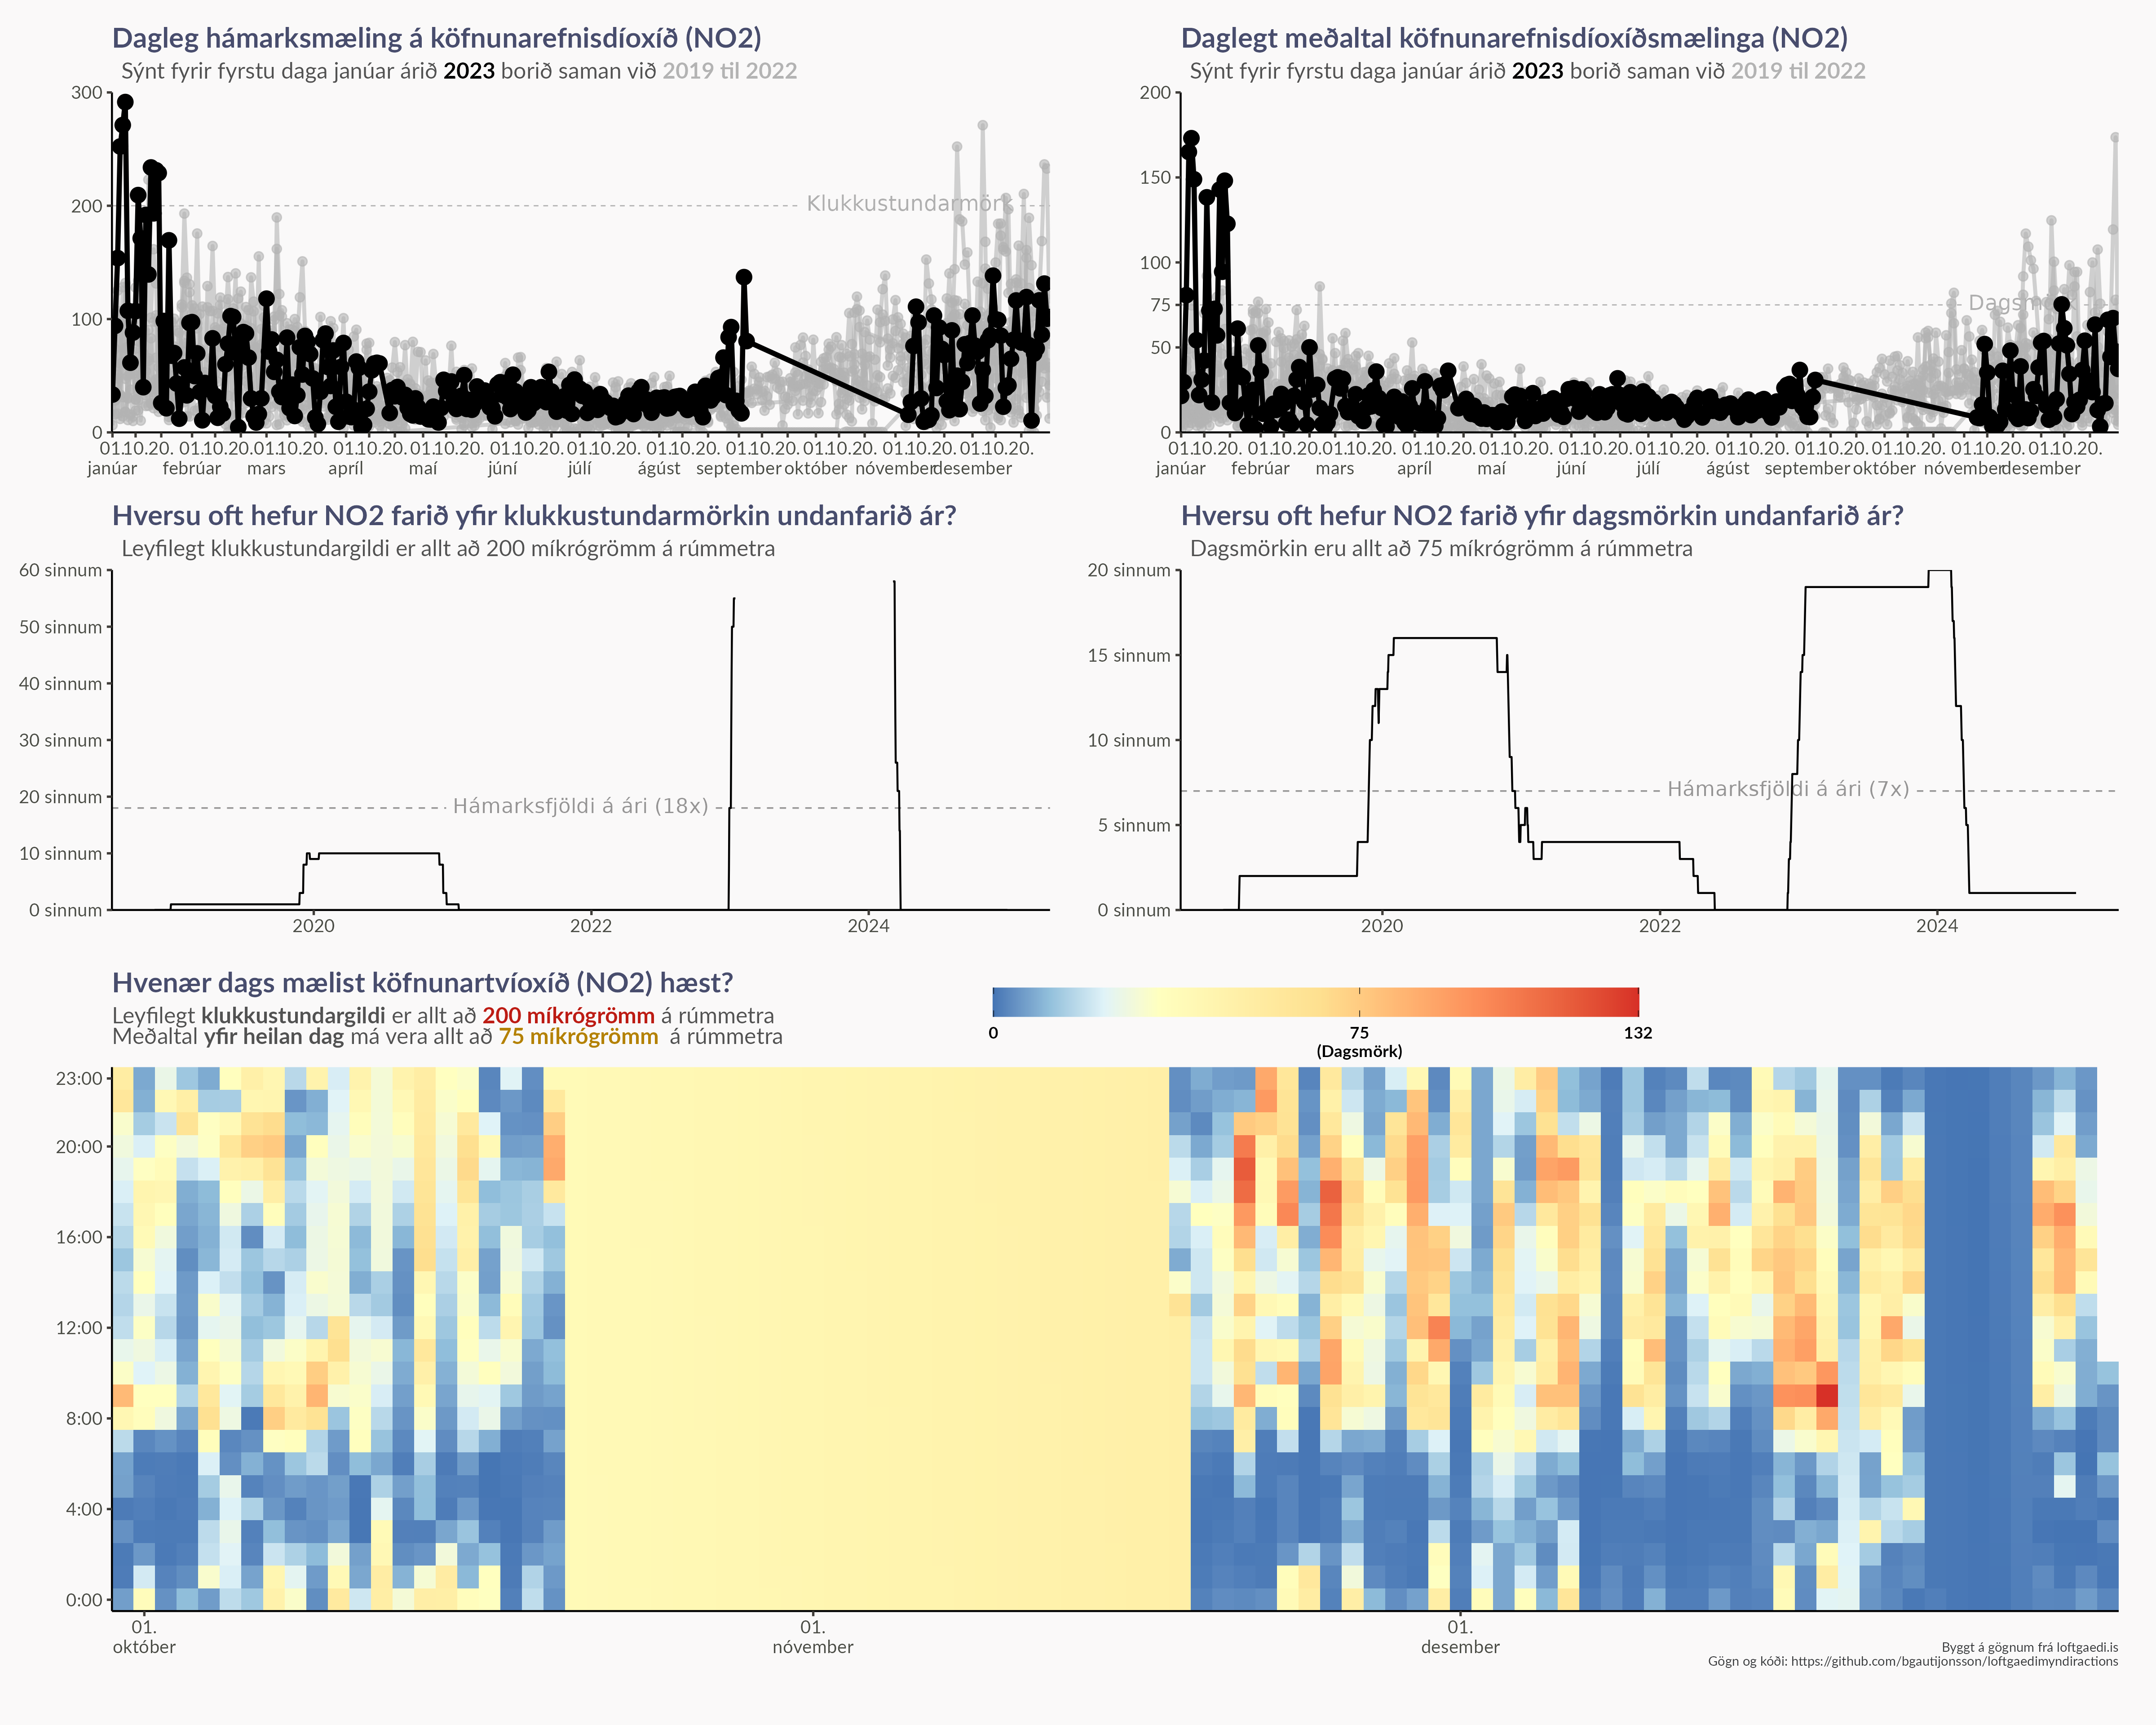 Dagleg hámarksmæling á köfnunarefnisdíoxíð (NO2)
Sýnt fyrir fyrstu daga janúar árið 2023 borið saman við 2019 til 2022
300
200
100
0
Klukkustundarmörk
01.10.20. 01.10.20. 01.10.20. 01.10.20. 01.10.20. 01.10.20. 01.10.20. 01.10.20. 01.10.20. 01.10.20. 01.10.20. 01.10.20.
janúar febrúar mars apríl maí júní júlí ágúst september október nóvember desember
Daglegt meðaltal köfnunarefnisdíoxíðsmælinga (NO2)
Sýnt fyrir fyrstu daga janúar árið 2023 borið saman við 2019 til 2022
200
150
100
75
50
0
01.10.20. 01.10.20. 01.10.20. 01.10.20. 01.10.20. 01.10.20. 01.10.20. 01.10.20. 01.10.20. 01.10.20. 01.10.20. 01.10.20.
janúar febrúar mars apríl maí júní júlí ágúst september október nóvember desember
Hversu oft hefur NO2 farið yfir klukkustundarmörkin undanfarið ár?
Leyfilegt klukkustundargildi er allt að 200 míkrógrömm á rúmmetra
60 sinnum
50 sinnum
40 sinnum
30 sinnum
20 sinnum
10 sinnum
0 sinnum
Hámarksfjöldi á ári (18x)
2020 2022 2024
Hversu oft hefur NO2 farið yfir dagsmörkin undanfarið ár?
Dagsmörkin eru allt að 75 míkrógrömm á rúmmetra
20 sinnum
15 sinnum
10 sinnum
5 sinnum
0 sinnum
Hámarksfjöldi á ári (7x)
2020 2022 2024
Hvenær dags mælist köfnunartvíoxíð (NO2) hæst?
Leyfilegt klukkustundargildi er allt að 200 míkrógrömm á rúmmetra
Meðaltal yfir heilan dag má vera allt að 75 míkrógrömm á rúmmetra
0 75 132
(Dagsmörk)
23:00
20:00
16:00
12:00
8:00
4:00
0:00
01. 01. 01.
október nóvember desember
Byggt á gögnum frá loftgaedi.is
Gögn og kóði: https://github.com/bgautijonsson/loftgaedimyndiractions